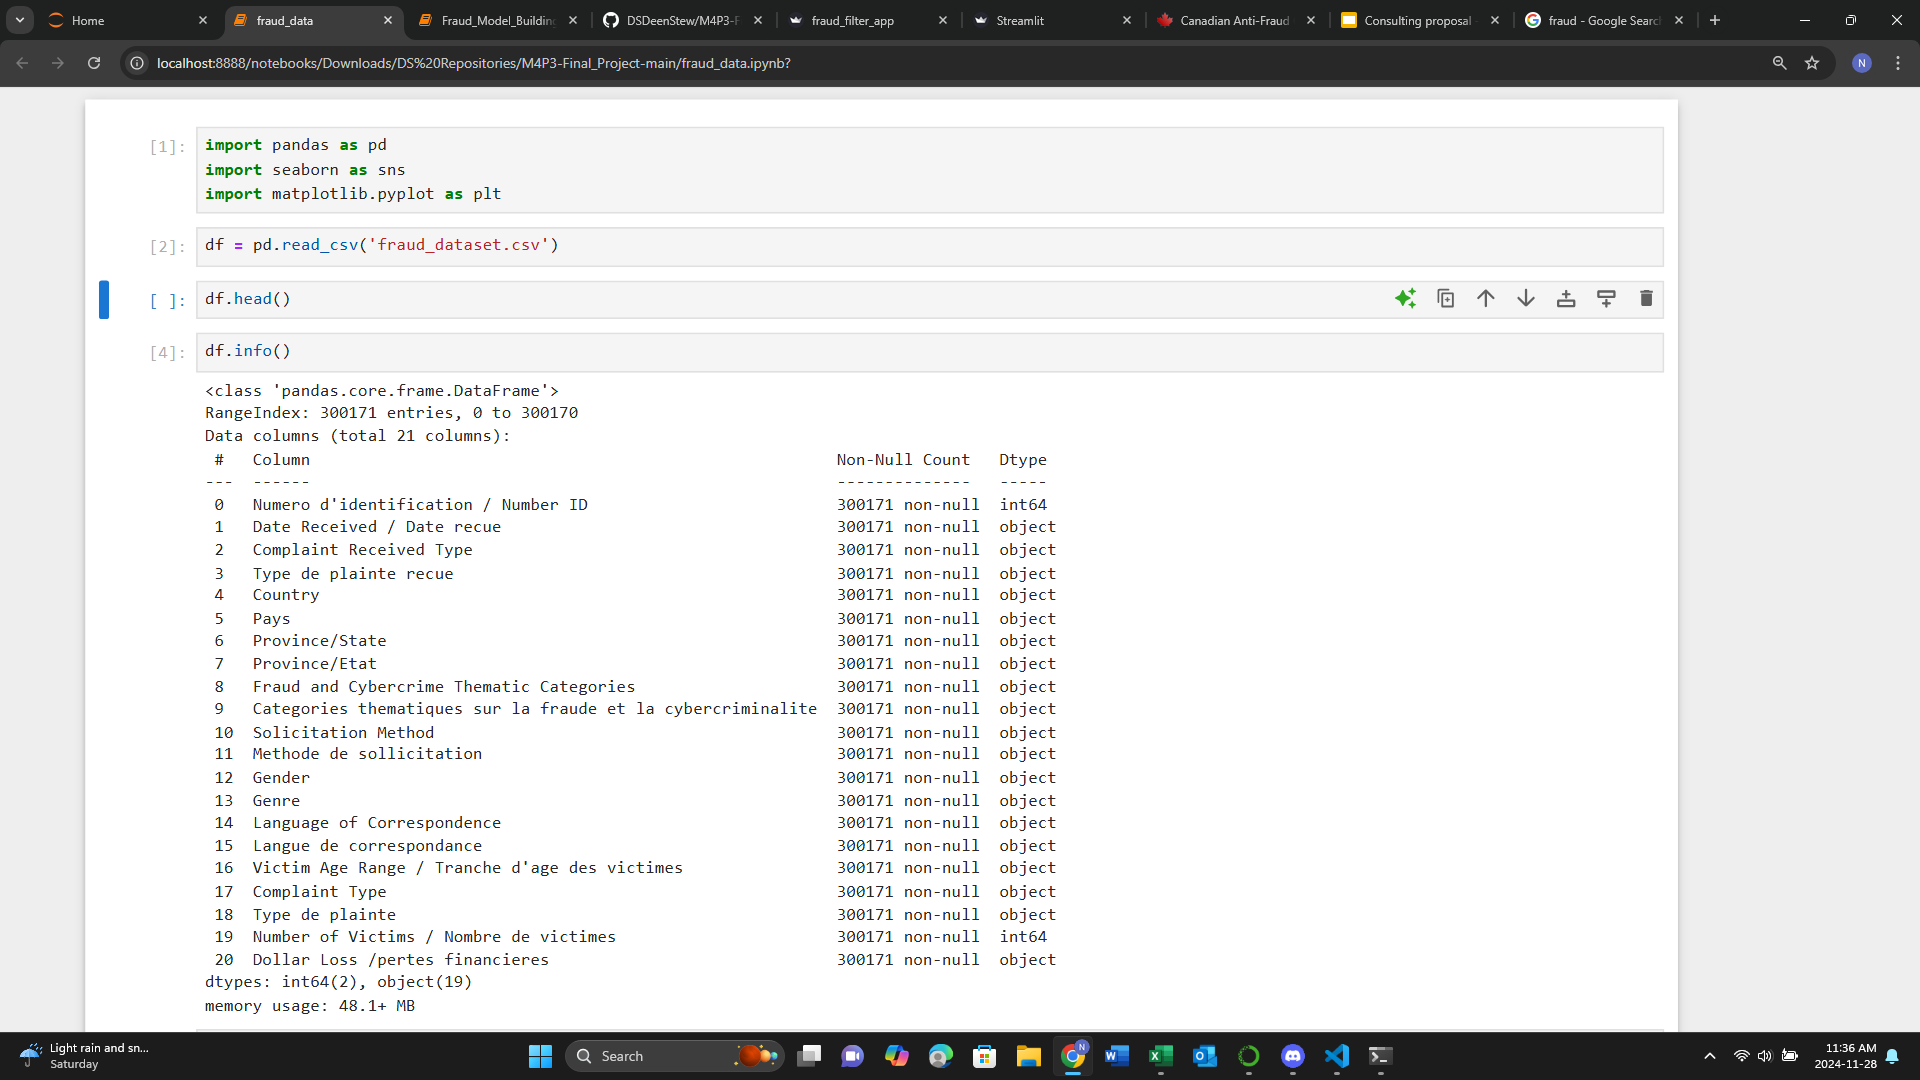 Home
fraud_data
Fraud_Model_Building
DSDeenStew/M4P3-F
fraud_filter_app
Streamlit
Canadian Anti-Fraud
Consulting proposal
fraud - Google Search
localhost:8888/notebooks/Downloads/DS%20Repositories/M4P3-Final_Project-main/fraud_data.ipynb?
N
[1]: import pandas as pd
import seaborn as sns
import matplotlib.pyplot as plt
[2]: df = pd.read_csv('fraud_dataset.csv')
[ ]: df.head()
[4]: df.info()
<class 'pandas.core.frame.DataFrame'>
RangeIndex: 300171 entries, 0 to 300170
Data columns (total 21 columns):
# Column Non-Null Count Dtype
--- ------ -------------- -----
0 Numero d'identification / Number ID 300171 non-null int64
1 Date Received / Date recue 300171 non-null object
2 Complaint Received Type 300171 non-null object
3 Type de plainte recue 300171 non-null object
4 Country 300171 non-null object
5 Pays 300171 non-null object
6 Province/State 300171 non-null object
7 Province/Etat 300171 non-null object
8 Fraud and Cybercrime Thematic Categories 300171 non-null object
9 Categories thematiques sur la fraude et la cybercriminalite 300171 non-null object
10 Solicitation Method 300171 non-null object
11 Methode de sollicitation 300171 non-null object
12 Gender 300171 non-null object
13 Genre 300171 non-null object
14 Language of Correspondence 300171 non-null object
15 Langue de correspondance 300171 non-null object
16 Victim Age Range / Tranche d'age des victimes 300171 non-null object
17 Complaint Type 300171 non-null object
18 Type de plainte 300171 non-null object
19 Number of Victims / Nombre de victimes 300171 non-null int64
20 Dollar Loss /pertes financieres 300171 non-null object
dtypes: int64(2), object(19)
memory usage: 48.1+ MB
Light rain and sn...
Saturday
Search
N
11:36 AM
2024-11-28